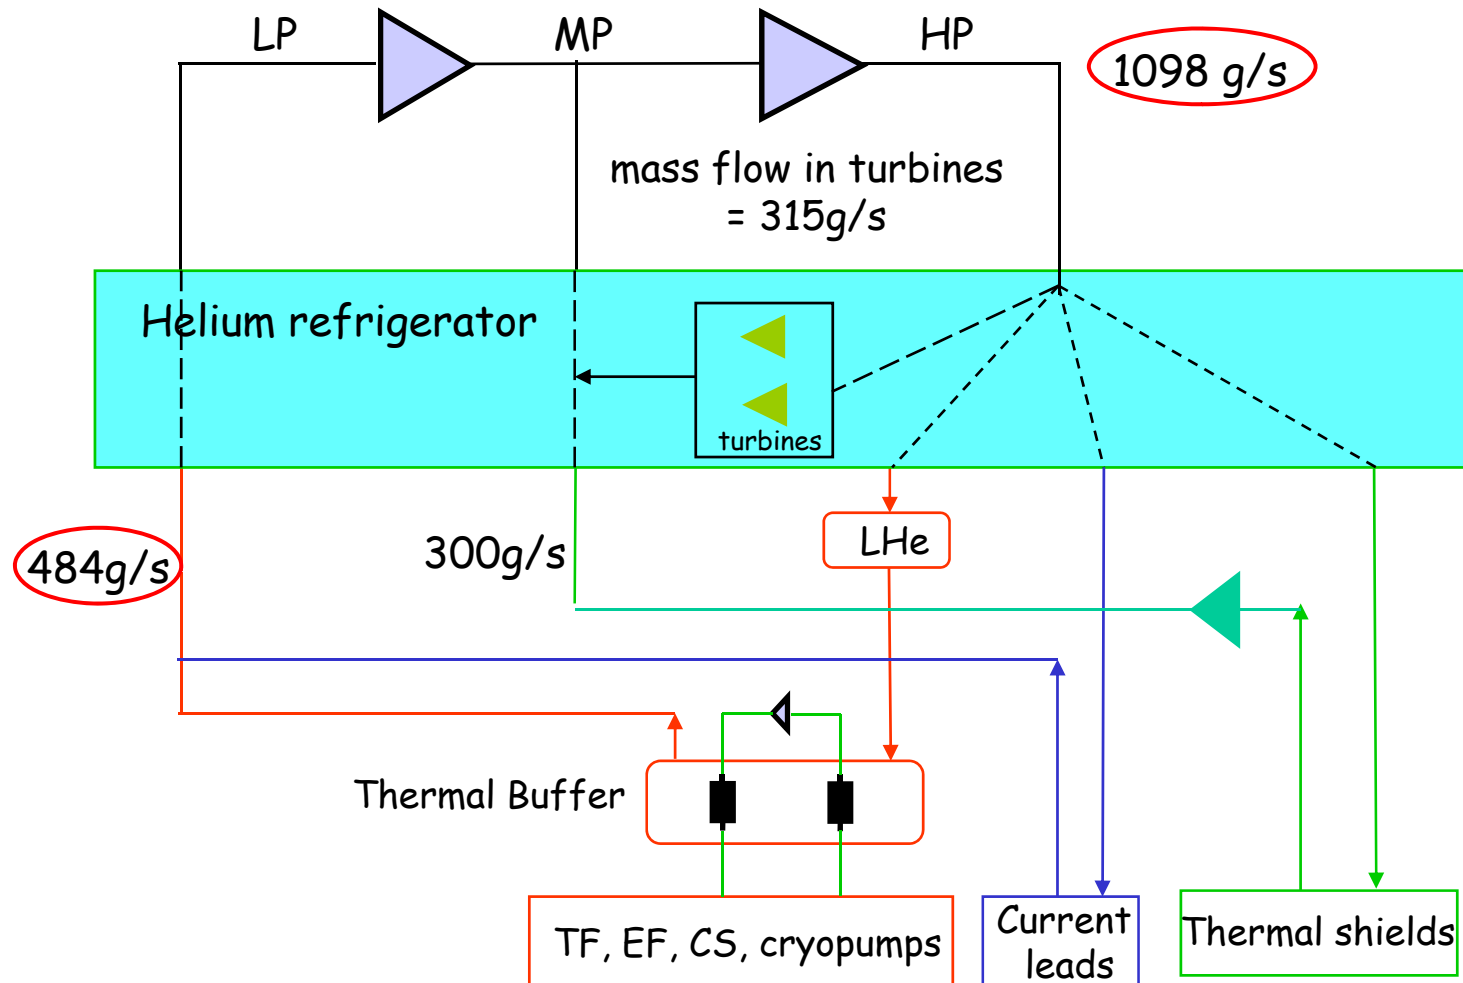 LP
MP
HP
1098 g/s
mass flow in turbines
= 315g/s
Helium refrigerator
turbines
LHe
484g/s
300g/s
Thermal Buffer
TF, EF, CS, cryopumps
Current
leads
Thermal shields